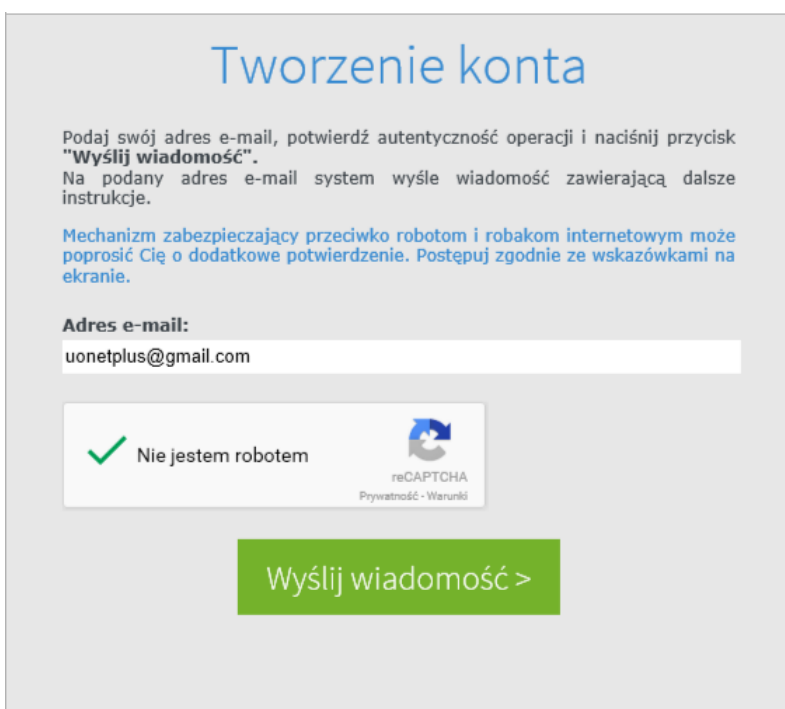 Tworzenie konta
Podaj swój adres e-mail, potwierdź autentyczność operacji i naciśnij przycisk
"Wyślij wiadomość".
Na podany adres e-mail system wyśle wiadomość zawierającą dalsze
instrukcje.
Mechanizm zabezpieczający przeciwko robotom i robakom internetowym może
poprosić Cię o dodatkowe potwierdzenie. Postępuj zgodnie ze wskazówkami na
ekranie.
Adres e-mail:
uonetplus@gmail.com
Nie jestem robotem
reCAPTCHA
Prywatność - Warunki
Wyślij wiadomość >